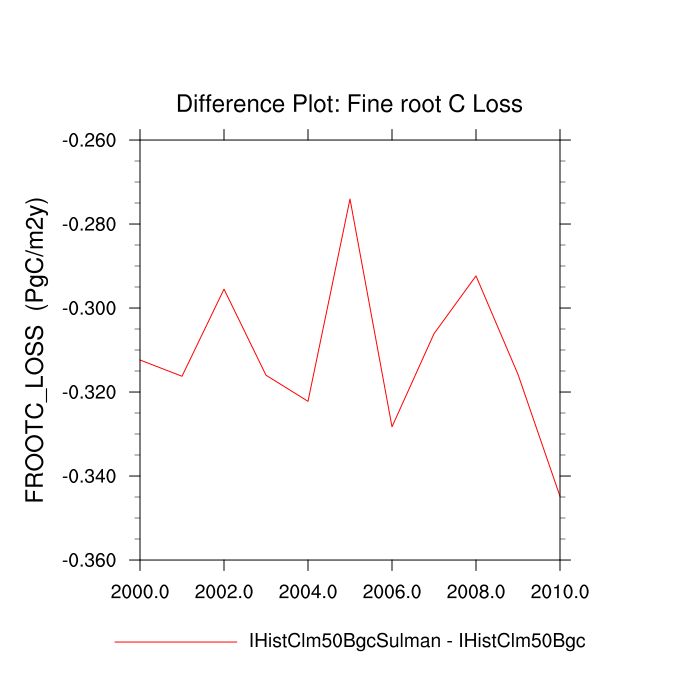 Difference Plot: Fine root C Loss
FROOTC_LOSS (PgC/m2y)
-0.260
-0.280
-0.300
-0.320
-0.340
-0.360
2000.0 2002.0 2004.0 2006.0 2008.0 2010.0
IHistClm50BgcSulman - IHistClm50Bgc